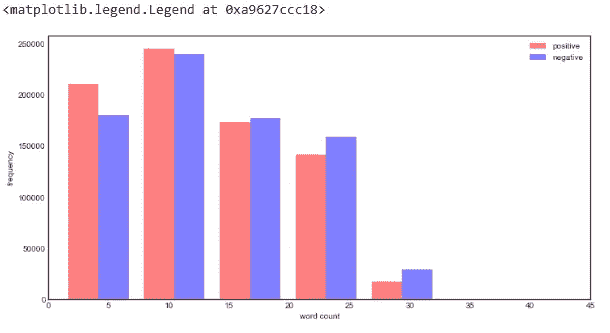 <matplotlib.legend.Legend at 0xa9627ccc18>
positive
negative
250000
200000
150000
100000
50000
0
frequency
0 5 10 15 20 25 30 35 40 45
word count